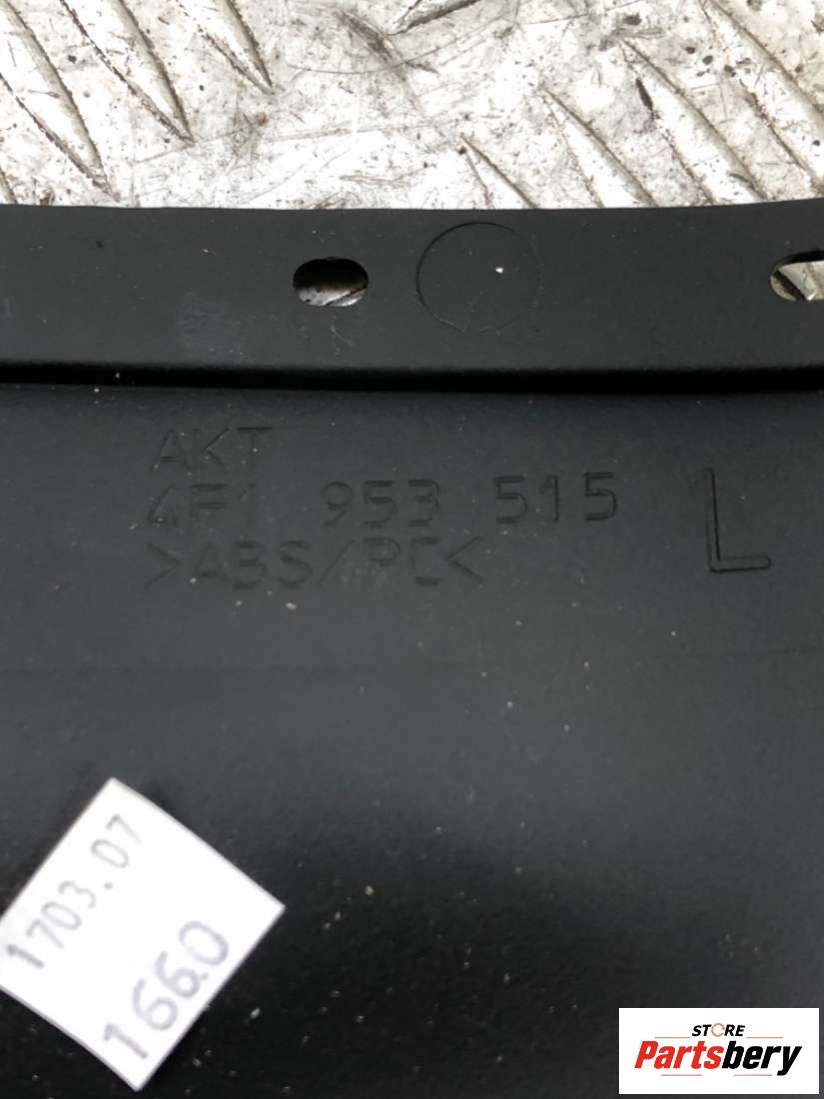 AKT
4F1 953 515
>ABS/PC<
L
1703.07
1660
STORE
Partsbery